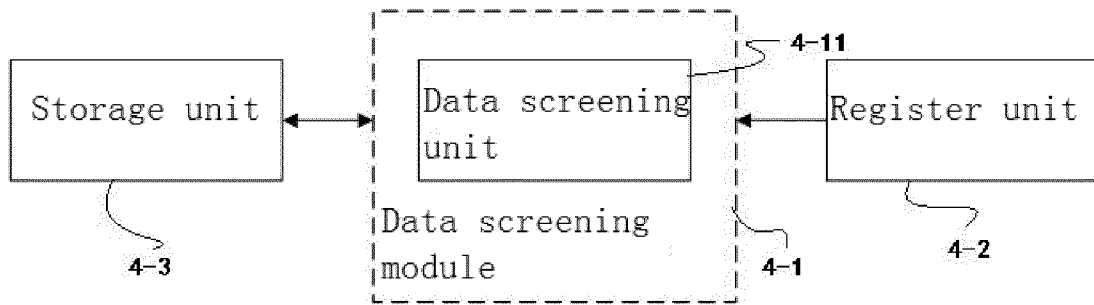 4-11
Storage unit
Data screening
unit
Register unit
Data screening
module
4-3
4-1
4-2